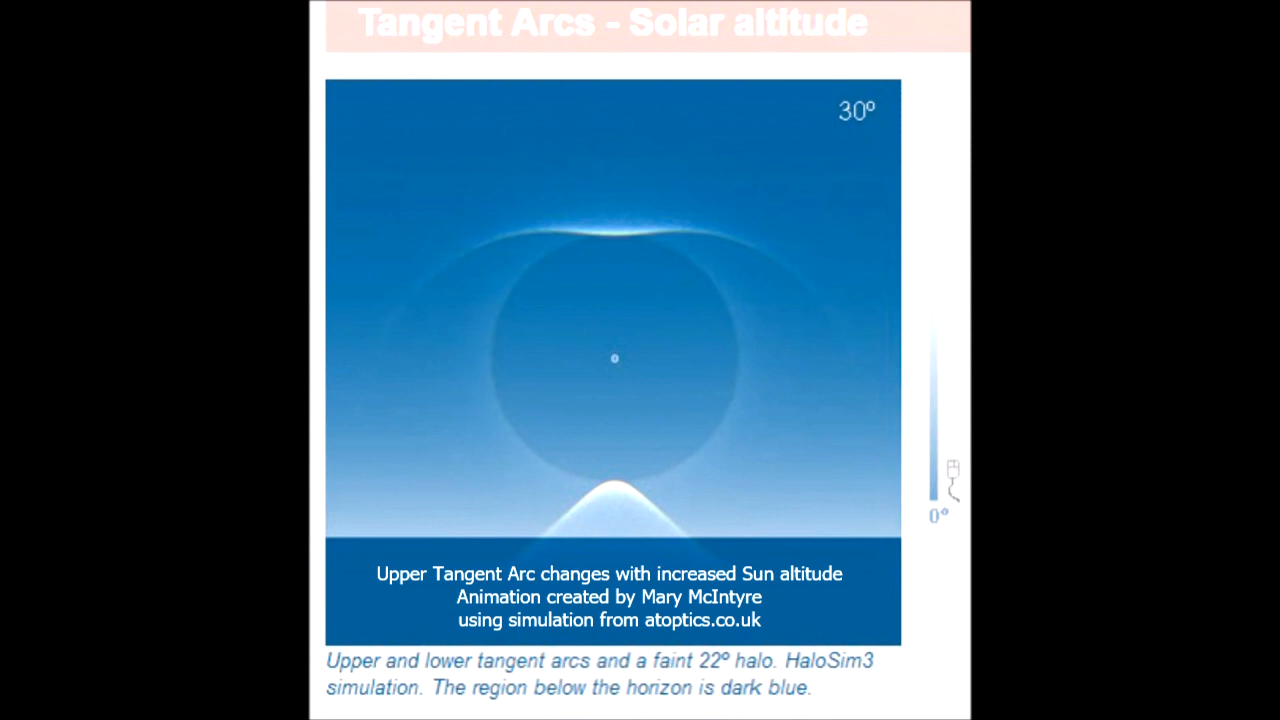 Tangent Arcs - Solar altitude
30º
0º
Upper Tangent Arc changes with increased Sun altitude
Animation created by Mary McIntyre
using simulation from atoptics.co.uk
Upper and lower tangent arcs and a faint 22º halo. HaloSim3
simulation. The region below the horizon is dark blue.